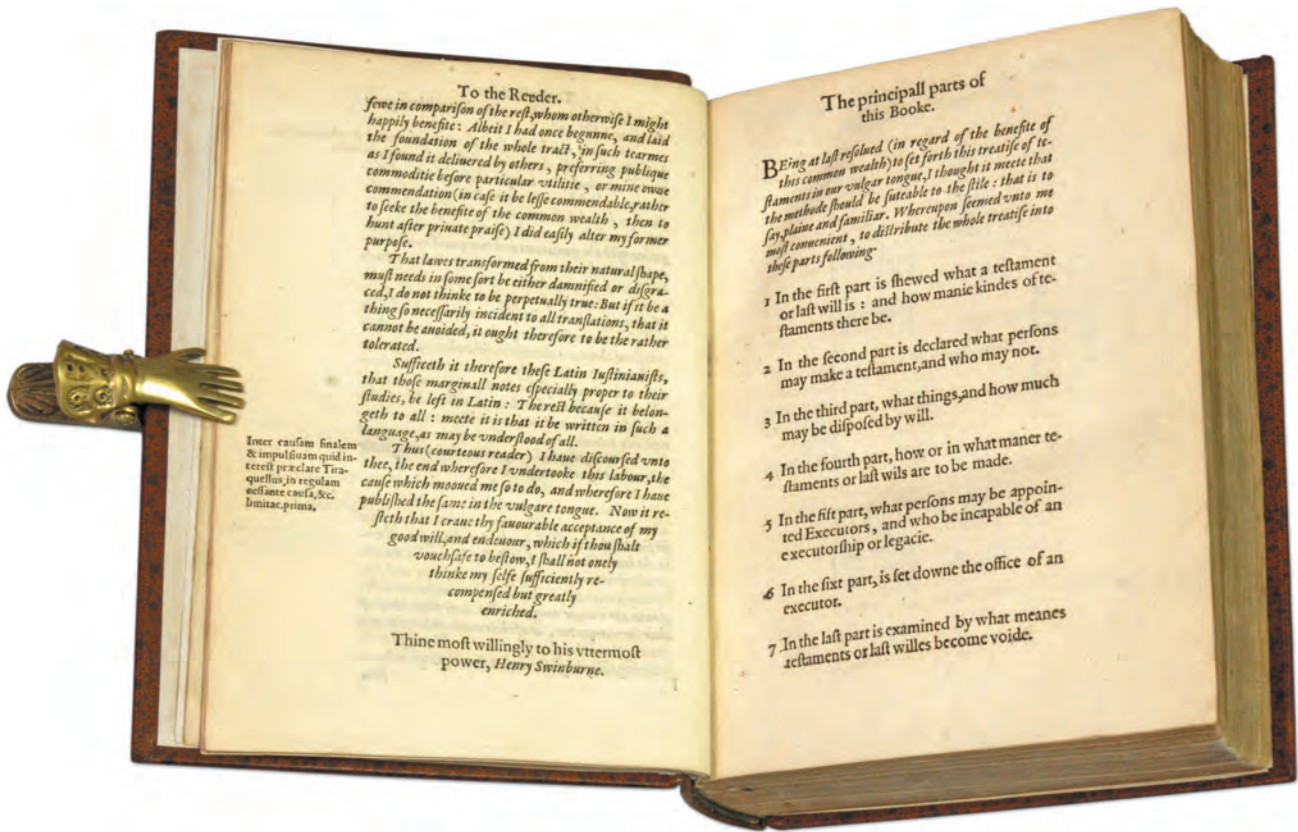 To the Reeder.
fewe in compariſon of the reſt, whom otherwiſe I might
happily benefite: Albeit I had once begunne, and laid
the foundation of the whole tract, in ſuch tearmes
as I found it deliuered by others, preferring publique
commoditie before particular vtilitie, or mine owne
commendation (in caſe it be leſſe commendable, rather
to ſeeke the benefite of the common wealth, then to
hunt after priuate praiſe) I did eaſily alter my former
purpoſe.
That lawes transformed from their natural ſhape,
muſt needs in ſome ſort be either damnified or diſgra-
ced, I do not thinke to be perpetually true: But if it be a
thing ſo neceſſarily incident to all tranſlations, that it
cannot be auoided, it ought therefore to be the rather
tolerated.
Sufficeth it therefore theſe Latin Iuſtinianiſts,
that thoſe marginall notes eſpecially proper to their
ſtudies, be left in Latin: The reſt becauſe it belon-
geth to all: meete it is that it be written in ſuch a
language, as may be vnderſtood of all.
Thus (courteous reader) I haue diſcourſed vnto
thee, the end wherefore I vndertooke this labour, the
cauſe which mooued me ſo to do, and wherefore I haue
publiſhed the ſame in the vulgare tongue. Now it re-
ſteth that I craue thy fauourable acceptance of my
good will, and endeuour, which if thou ſhalt
vouchſafe to beſtow, I ſhall not onely
thinke my ſelfe ſufficiently re-
compenſed but greatly
enriched.
Thine moſt willingly to his vttermoſt
power, Henry Swinburne.
Inter cauſam finalem
& impulſiuam quid in-
tereſt præclare Tira-
quellus, in regulam
ceſſante cauſa, &c.
limitac. prima.
The principall parts of
this Booke.
BEing at laſt reſolued (in regard of the benefite of
this common wealth) to ſet forth this treatiſe of te-
ſtaments in our vulgar tongue, I thought it meete that
the methode ſhould be ſuteable to the ſtile: that is to
ſay, plaine and familiar. Whereupon ſeemed vnto me
moſt conuenient, to diſtribute the whole treatiſe into
theſe parts following
1 In the firſt part is ſhewed what a teſtament
or laſt will is: and how manie kindes of te-
ſtaments there be.
2 In the ſecond part is declared what perſons
may make a teſtament, and who may not.
3 In the third part, what things, and how much
may be diſpoſed by will.
4 In the fourth part, how or in what maner te-
ſtaments or laſt wils are to be made.
5 In the fift part, what perſons may be appoin-
ted Executors, and who be incapable of an
executorſhip or legacie.
6 In the ſixt part, is ſet downe the office of an
executor.
7 In the laſt part is examined by what meanes
teſtaments or laſt willes become voide.